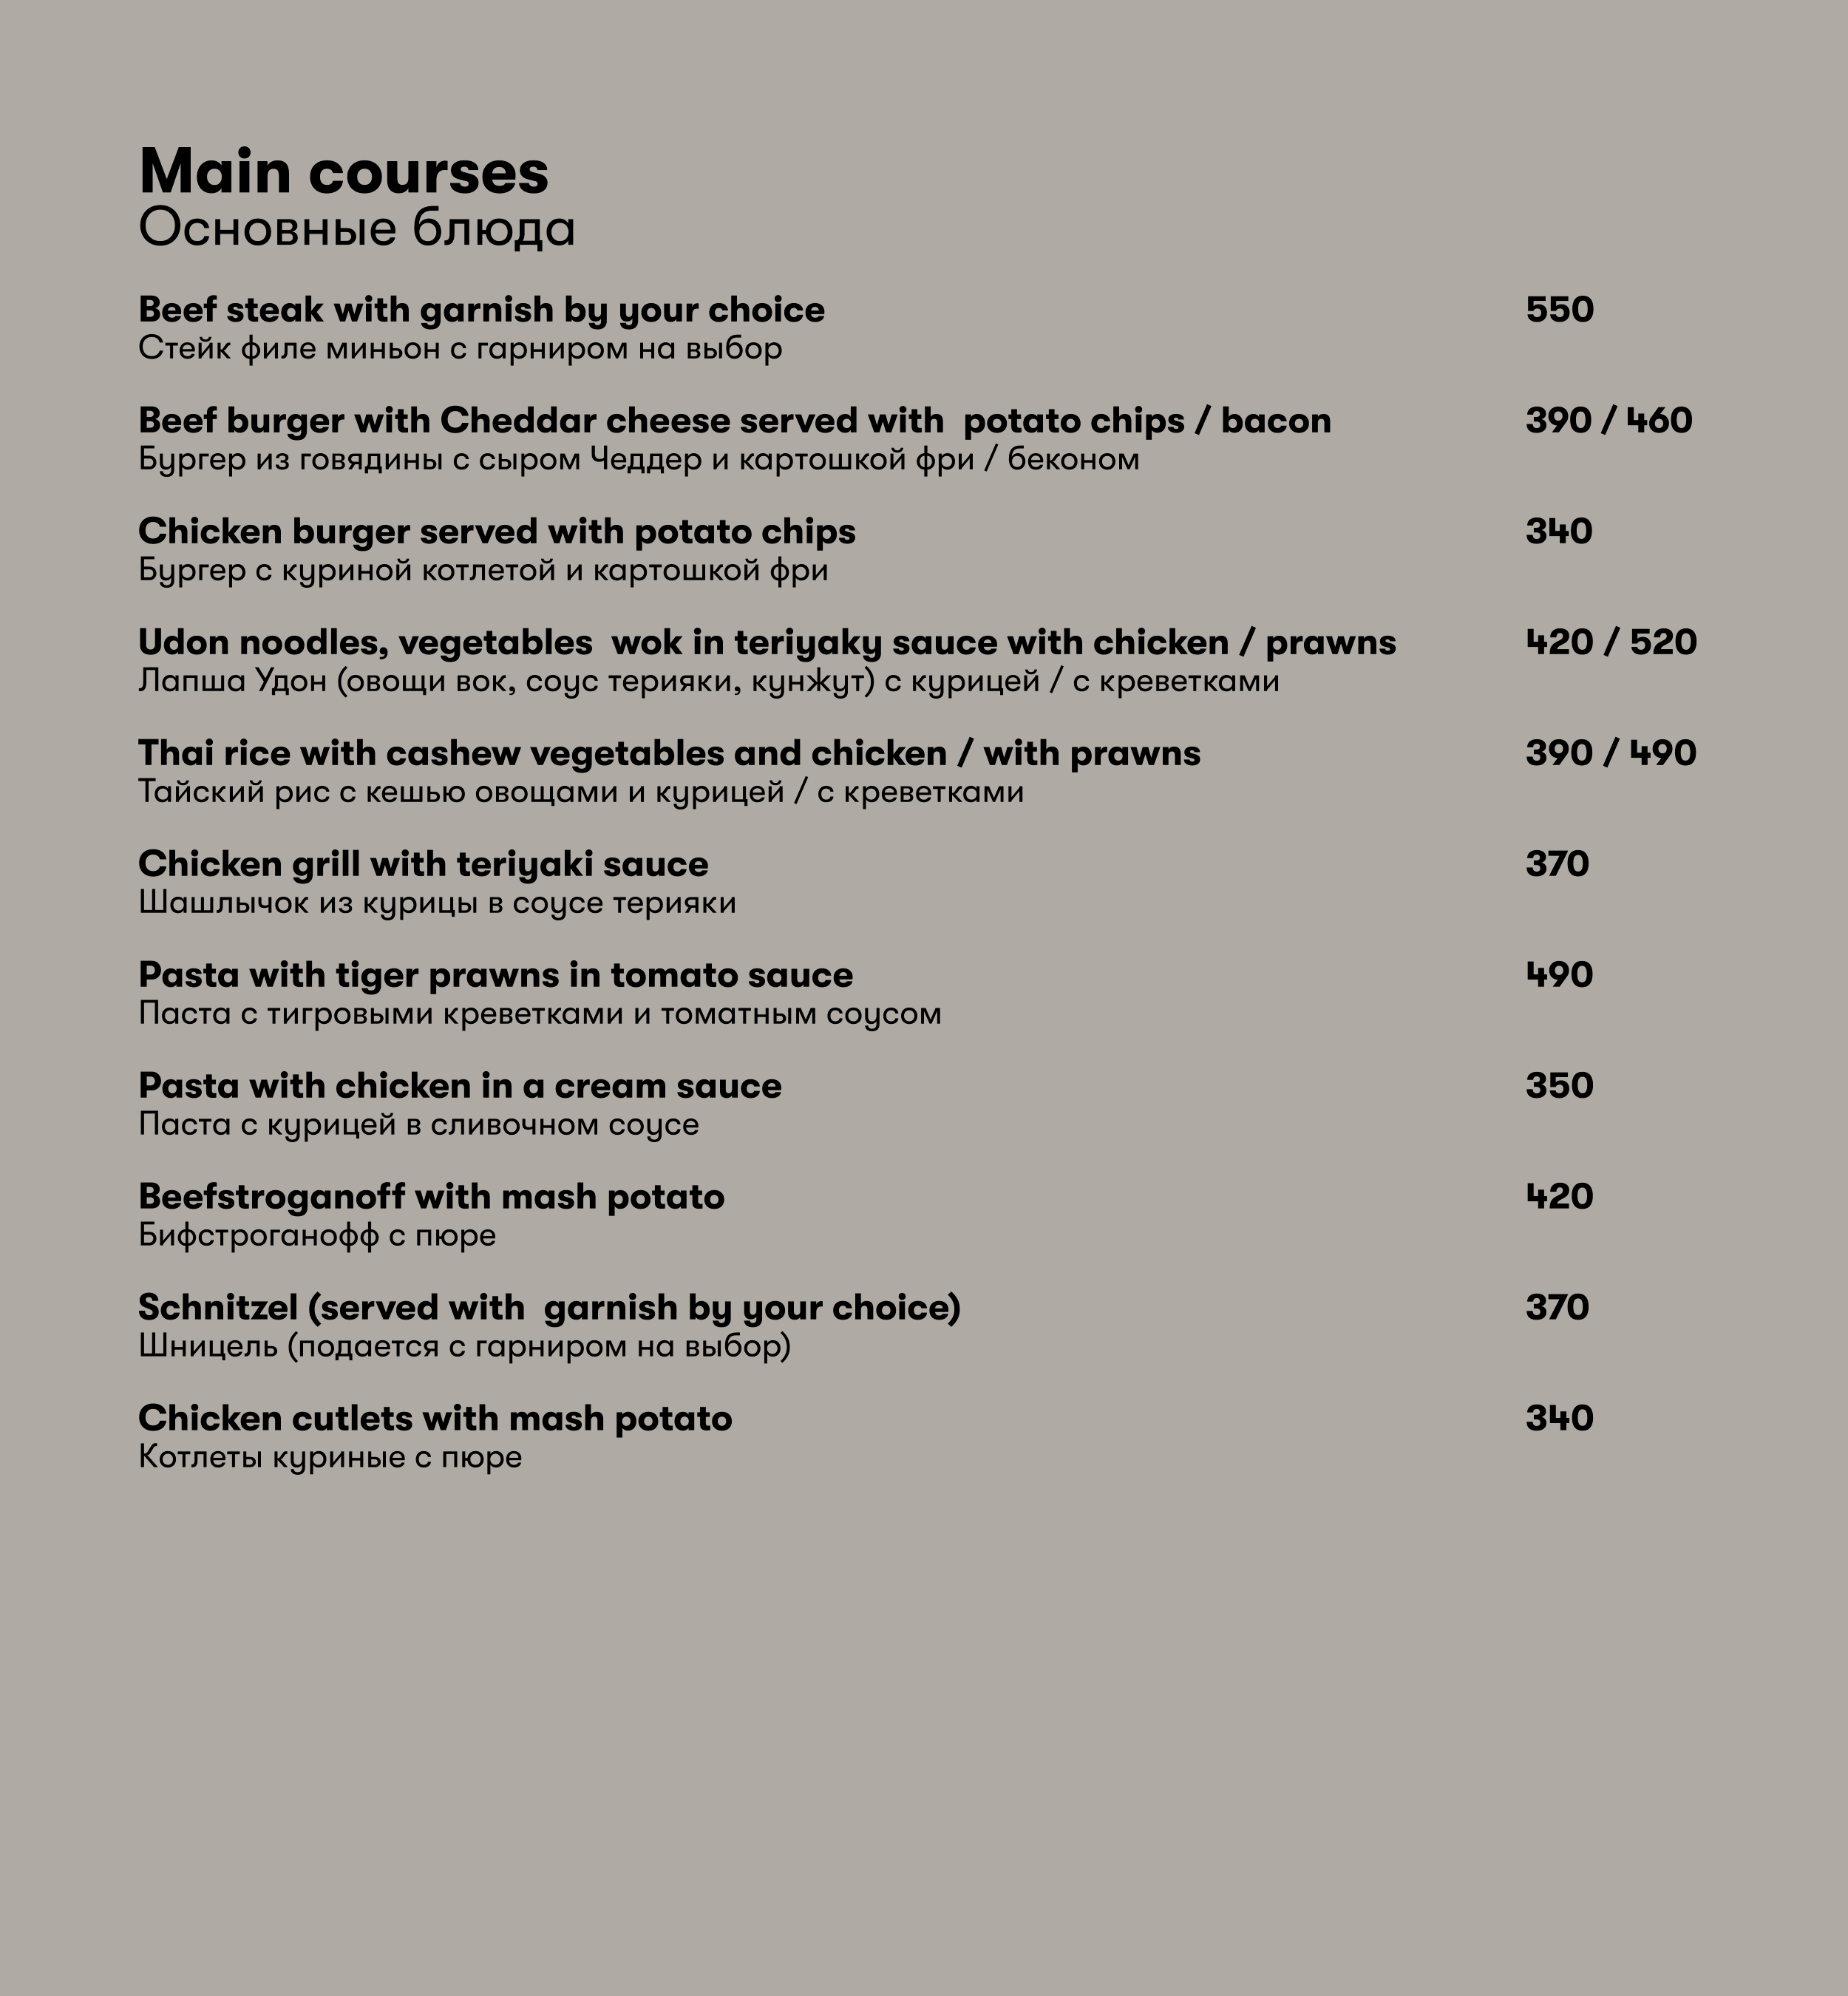 Main courses
Основные блюда
Beef steak with garnish by your choice 550
Стейк филе миньон с гарниром на выбор
Beef burger with Cheddar cheese served with  potato chips / bacon 390 / 460
Бургер из говядины с сыром Чеддер и картошкой фри / беконом
Chicken burger served with potato chips 340
Бургер с куриной котлетой и картошкой фри
Udon noodles, vegetables  wok in teriyaky sauce with chicken / prawns 420 / 520
Лапша Удон (овощи вок, соус терияки, кунжут) с курицей / с креветками
Thai rice with cashew vegetables and chicken / with prawns 390 / 490
Тайский рис с кешью овощами и курицей / с креветками
Chicken grill with teriyaki sauce 370
Шашлычок из курицы в соусе терияки
Pasta with tiger prawns in tomato sauce 490
Паста с тигровыми креветками и томатным соусом
Pasta with chicken in a cream sauce 350
Паста с курицей в сливочном соусе
Beefstroganoff with mash potato 420
Бифстроганофф с пюре
Schnitzel (served with  garnish by your choice) 370
Шницель (подается с гарниром на выбор)
Chicken cutlets with mash potato 340
Котлеты куриные с пюре